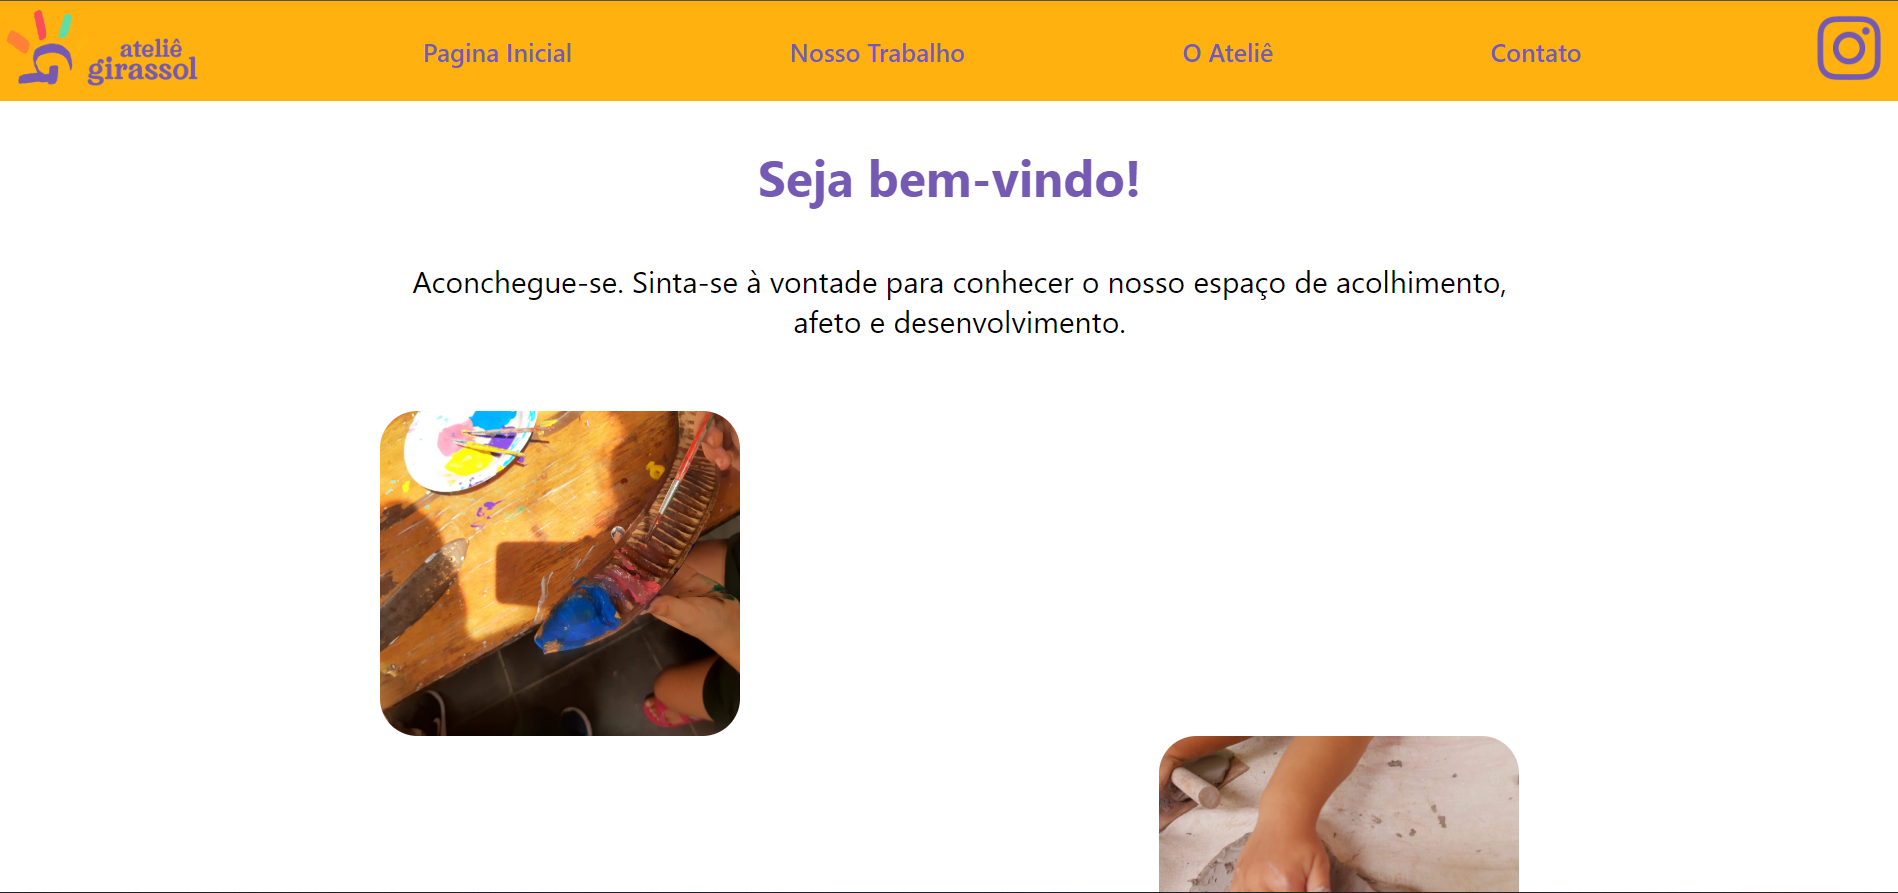 ateliê
girassol
Pagina Inicial
Nosso Trabalho
O Ateliê
Contato
Seja bem-vindo!
Aconchegue-se. Sinta-se à vontade para conhecer o nosso espaço de acolhimento,
afeto e desenvolvimento.